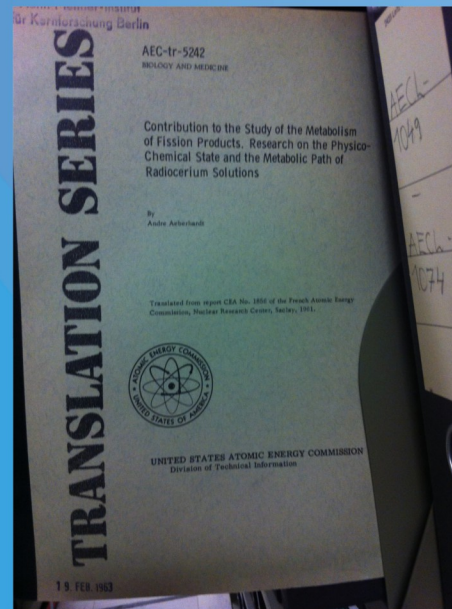 für Kernforschung Berlin
TRANSLATION SERIES
AEC-tr-5242
BIOLOGY AND MEDICINE
Contribution to the Study of the Metabolism
of Fission Products. Research on the Physico-
Chemical State and the Metabolic Path of
Radiocerium Solutions
By
Andre Aeberhardt
Translated from report CEA No. of the French Atomic Energy
Commission, Nuclear Research Center, Saclay, 1961.
ATOMIC ENERGY COMMISSION
UNITED STATES OF AMERICA
UNITED STATES ATOMIC ENERGY COMMISSION
Division of Technical Information
19. FEB. 1963
AECL-
1049
-
AECL-
1074